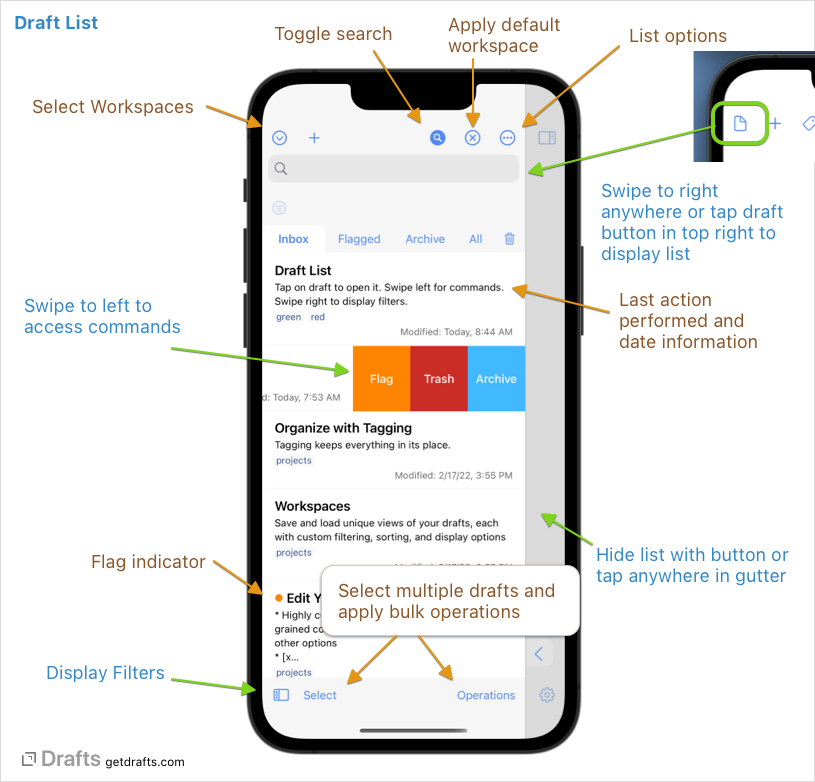 Draft List
Toggle search
Apply default
workspace
List options
Select Workspaces
Swipe to right
anywhere or tap draft
button in top right to
display list
Inbox
Flagged
Archive
All
Draft List
Tap on draft to open it. Swipe left for commands.
Swipe right to display filters.
green red
Modified: Today, 8:44 AM
Last action
performed and
date information
Swipe to left to
access commands
Flag
Trash
Archive
d: Today, 7:53 AM
Organize with Tagging
Tagging keeps everything in its place.
projects
Modified: 2/17/22, 3:55 PM
Workspaces
Save and load unique views of your drafts, each
with custom filtering, sorting, and display options
projects
Hide list with button or
tap anywhere in gutter
Flag indicator
Select multiple drafts and
apply bulk operations
Edit Y
* Highly c
grained co
other options
* [x...
projects
Display Filters
Select
Operations
Drafts getdrafts.com